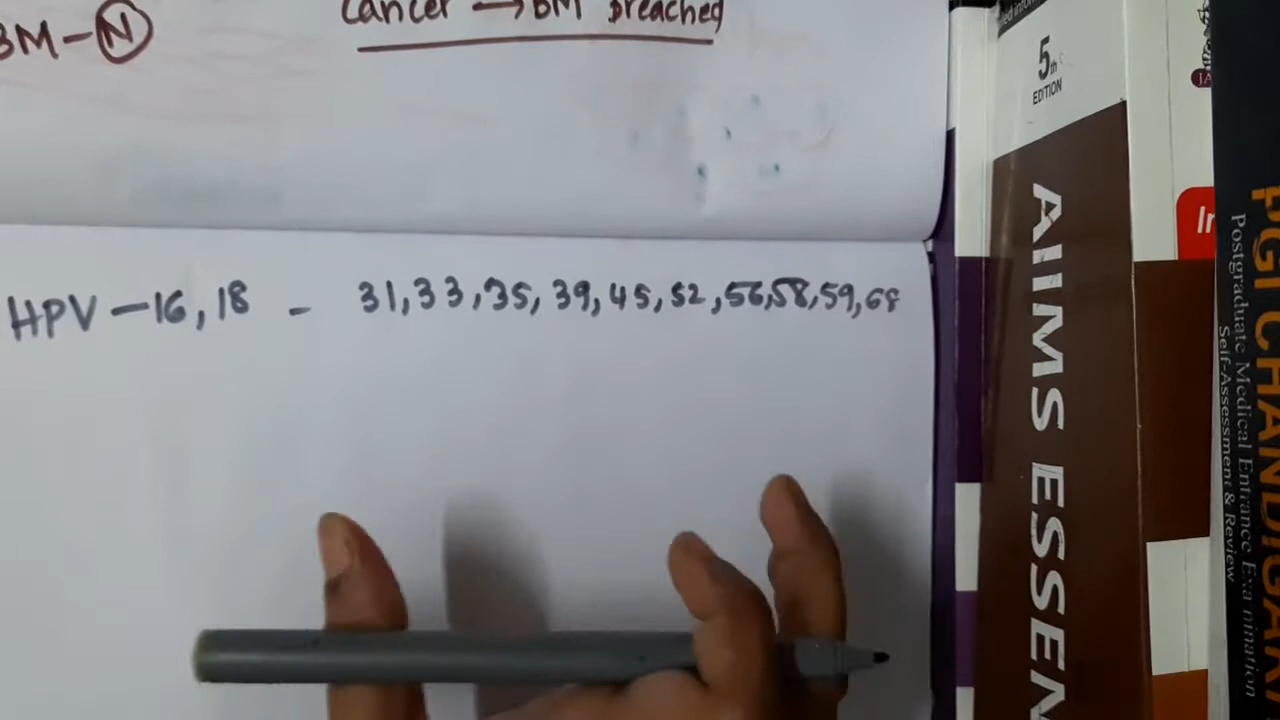 BM-N
cancer → BM breached
HPV - 16, 18 - 31, 33, 35, 39, 45, 52, 56, 58, 59, 68
5th
EDITION
AIIMS ESSEN
PGI CHANDIGAR
Postgraduate Medical Entrance Examination
Self-Assessment & Review